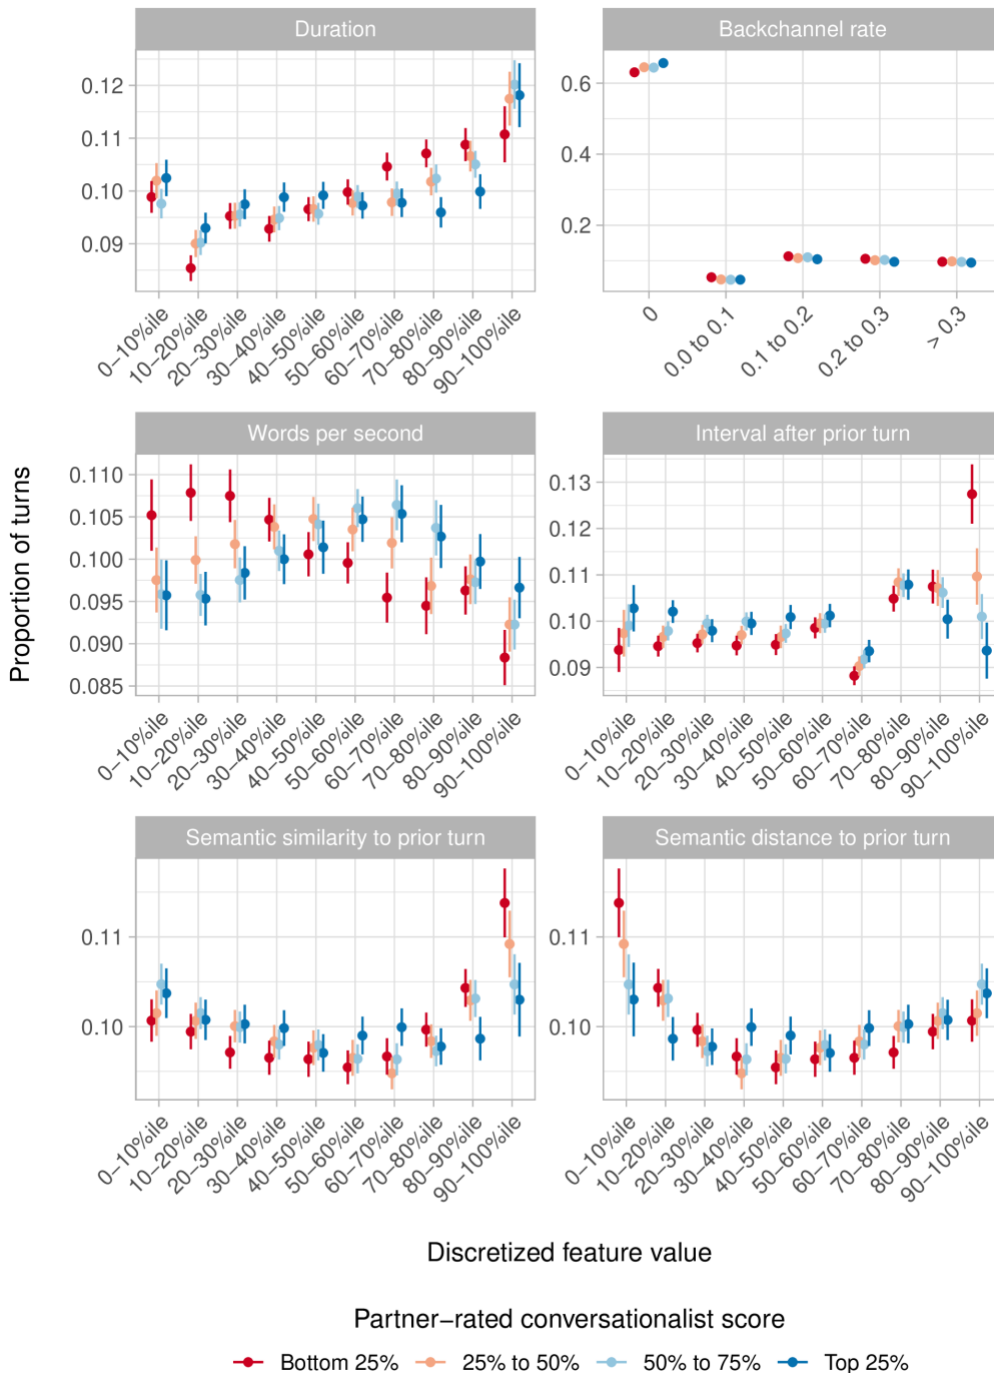 Duration
Backchannel rate
0.12
0.11
0.10
0.09
0.6
0.4
0.2
0−10%ile
10−20%ile
20−30%ile
30−40%ile
40−50%ile
50−60%ile
60−70%ile
70−80%ile
80−90%ile
90−100%ile
0
0.0 to 0.1
0.1 to 0.2
0.2 to 0.3
> 0.3
Proportion of turns
Words per second
Interval after prior turn
0.110
0.105
0.100
0.095
0.090
0.085
0.13
0.12
0.11
0.10
0.09
0−10%ile
10−20%ile
20−30%ile
30−40%ile
40−50%ile
50−60%ile
60−70%ile
70−80%ile
80−90%ile
90−100%ile
0−10%ile
10−20%ile
20−30%ile
30−40%ile
40−50%ile
50−60%ile
60−70%ile
70−80%ile
80−90%ile
90−100%ile
Semantic similarity to prior turn
Semantic distance to prior turn
0.11
0.10
0.11
0.10
0−10%ile
10−20%ile
20−30%ile
30−40%ile
40−50%ile
50−60%ile
60−70%ile
70−80%ile
80−90%ile
90−100%ile
0−10%ile
10−20%ile
20−30%ile
30−40%ile
40−50%ile
50−60%ile
60−70%ile
70−80%ile
80−90%ile
90−100%ile
Discretized feature value
Partner−rated conversationalist score
Bottom 25% 25% to 50% 50% to 75% Top 25%